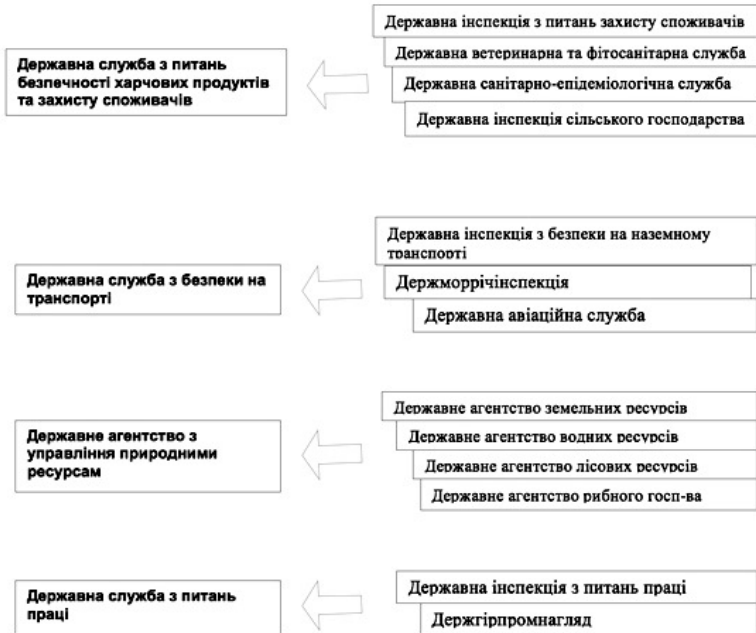 Державна служба з питань
безпечності харчових продуктів
та захисту споживачів
Державна інспекція з питань захисту споживачів
Державна ветеринарна та фітосанітарна служба
Державна санітарно-епідеміологічна служба
Державна інспекція сільського господарства
Державна служба з безпеки на
транспорті
Державна інспекція з безпеки на наземному
транспорті
Держморрічінспекція
Державна авіаційна служба
Державне агентство з
управління природними
ресурсам
Державне агентство земельних ресурсів
Державне агентство водних ресурсів
Державне агентство лісових ресурсів
Державне агентство рибного госп-ва
Державна служба з питань
праці
Державна інспекція з питань праці
Держгірпромнагляд